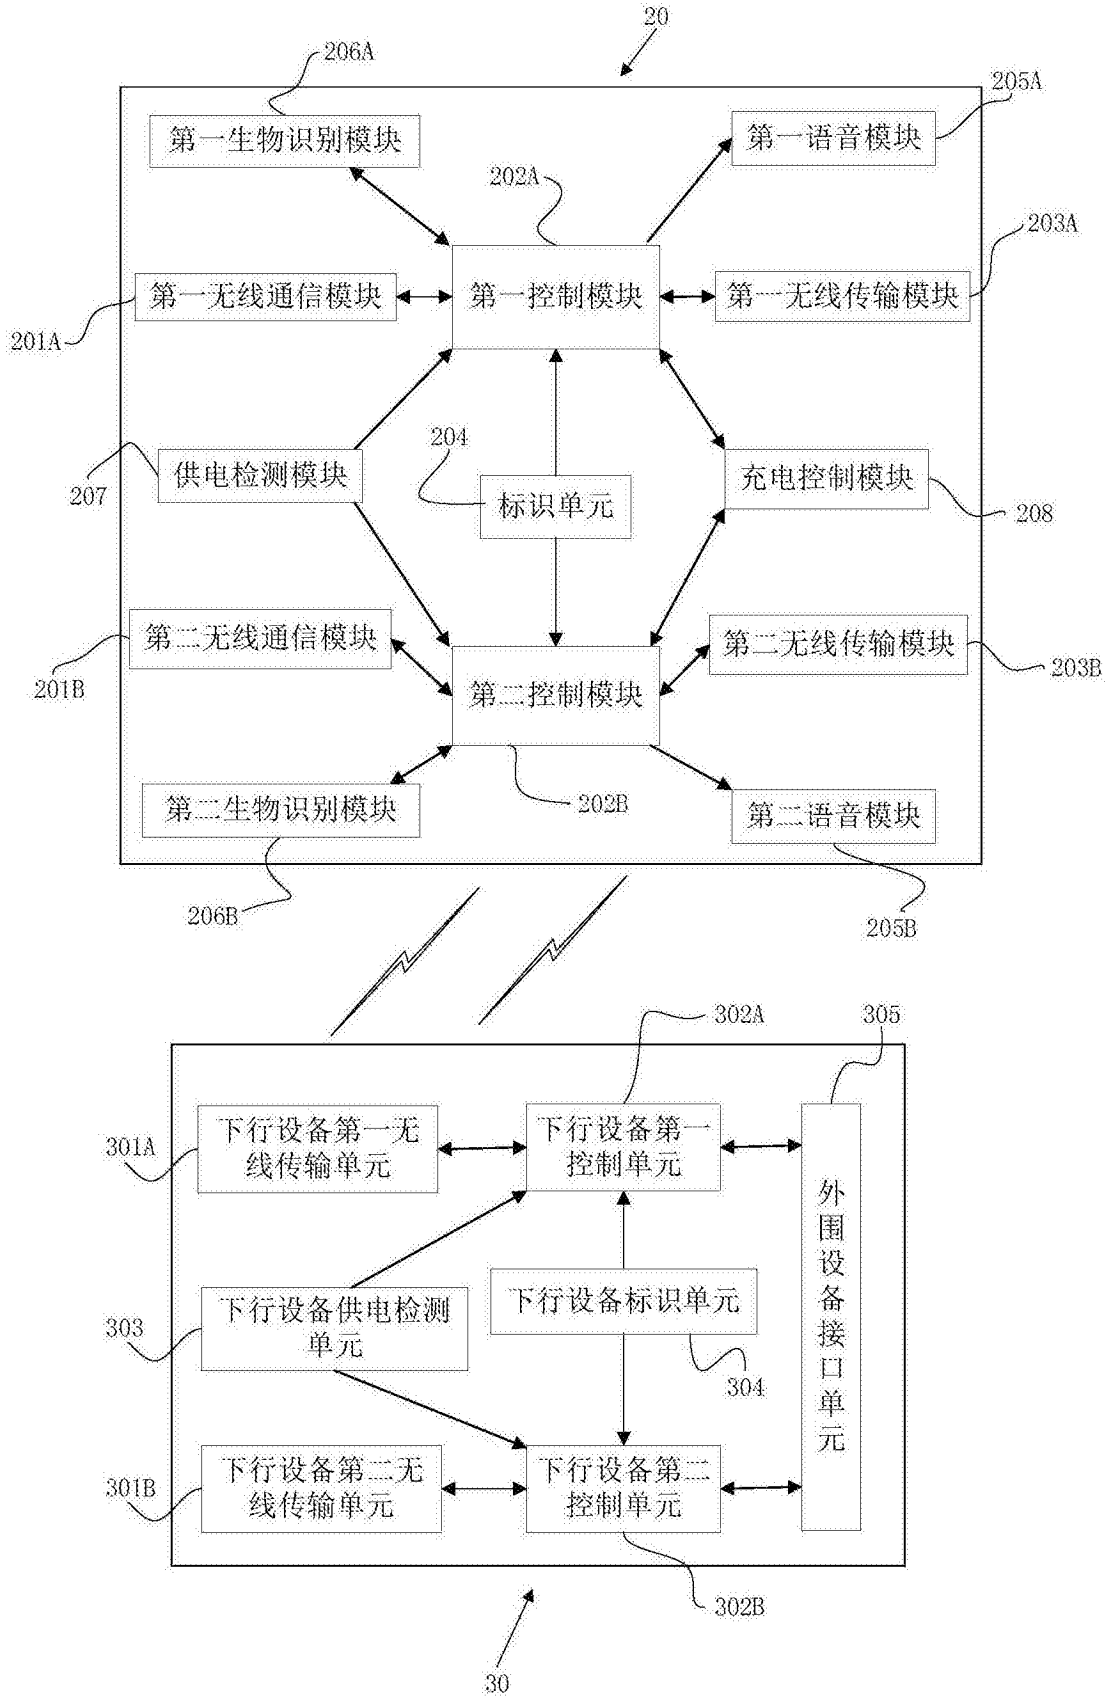 20
206A
205A
第一生物识别模块
第一语音模块
202A
203A
第一无线通信模块
第一控制模块
第一无线传输模块
201A
204
供电检测模块
标识单元
充电控制模块
207
208
第二无线通信模块
第二无线传输模块
201B
203B
第二控制模块
202B
第二生物识别模块
第二语音模块
206B
205B
302A
305
301A
下行设备第一无
线传输单元
下行设备第一
控制单元
外围设备接口单元
303
下行设备供电检测
单元
下行设备标识单元
304
301B
下行设备第二无
线传输单元
下行设备第二
控制单元
302B
30